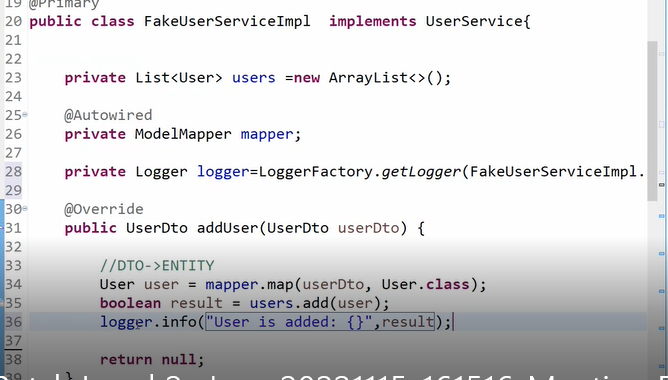 19 @Primary
20 public class FakeUserServiceImpl  implements UserService{
21
22
23     private List<User> users =new ArrayList<>();
24
25     @Autowired
26     private ModelMapper mapper;
27
28     private Logger logger=LoggerFactory.getLogger(FakeUserServiceImpl.
29
30     @Override
31     public UserDto addUser(UserDto userDto) {
32
33         //DTO->ENTITY
34         User user = mapper.map(userDto, User.class);
35         boolean result = users.add(user);
36         logger.info("User is added: {}",result);
37
38         return null;
39     }